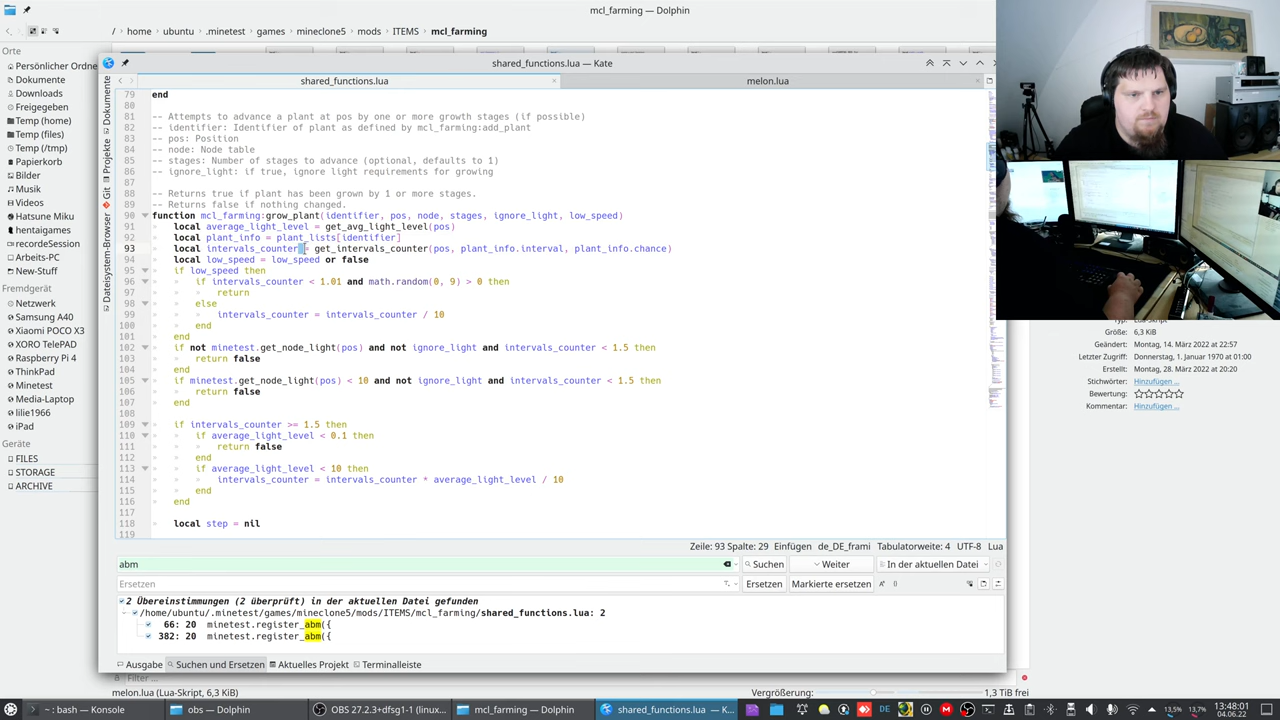 mcl_farming — Dolphin
/ home ubuntu .minetest games mineclone5 mods ITEMS mcl_farming
Orte
Persönlicher Ordne
Dokumente
Downloads
Freigegeben
Temp (home)
Temp (files)
Temp (/tmp)
Papierkorb
Bilder
Musik
Videos
Hatsune Miku
hentaigames
recordeSession
Arbeits-PC
New-Stuff
Fremdgerät
Netzwerk
Samsung A40
Xiaomi POCO X3
XORO TelePAD
Raspberry Pi 4
ThinkPad
Minetest
Media-Laptop
lilie1966
iPad
Geräte
FILES
STORAGE
ARCHIVE
shared_functions.lua — Kate
shared_functions.lua
melon.lua
Dokumente
Projekte
Git
Dateisystem-Browser
79 end
80
81 -- Attempts to advance a plant at pos by one or more growth stages (if possible)
82 -- identifier: Identifier of plant as defined by mcl_farming:add_plant
83 -- pos: Position
84 -- node: Node table
85 -- stages: Number of stages to advance (optional, defaults to 1)
86 -- ignore_light: if true, ignore light requirements for growing
87
88 -- Returns true if plant has been grown by 1 or more stages.
89 -- Returns false if nothing changed.
90 function mcl_farming:grow_plant(identifier, pos, node, stages, ignore_light, low_speed)
91 local average_light_level = get_avg_light_level(pos)
92 local plant_info = plant_lists[identifier]
93 local intervals_counter = get_intervals_counter(pos, plant_info.interval, plant_info.chance)
94 local low_speed = low_speed or false
95 if low_speed then
96 if intervals_counter < 1.01 and math.random(0, 9) > 0 then
97 return
98 else
99 intervals_counter = intervals_counter / 10
100 end
101 end
102 if not minetest.get_node_light(pos) and not ignore_light and intervals_counter < 1.5 then
103 return false
104 end
105 if minetest.get_node_light(pos) < 10 and not ignore_light and intervals_counter < 1.5 then
106 return false
107 end
108
109 if intervals_counter >= 1.5 then
110 if average_light_level < 0.1 then
111 return false
112 end
113 if average_light_level < 10 then
114 intervals_counter = intervals_counter * average_light_level / 10
115 end
116 end
117
118 local step = nil
119
Zeile: 93 Spalte: 29 Einfügen de_DE_frami Tabulatorweite: 4 UTF-8 Lua
abm
Suchen
Weiter
In der aktuellen Datei
Ersetzen
Ersetzen
Markierte ersetzen
2 Übereinstimmungen (2 überprüft) in der aktuellen Datei gefunden
/home/ubuntu/.minetest/games/mineclone5/mods/ITEMS/mcl_farming/shared_functions.lua: 2
66: 20 minetest.register_abm({
382: 20 minetest.register_abm({
Ausgabe
Suchen und Ersetzen
Aktuelles Projekt
Terminalleiste
Größe: 6,3 KiB
Geändert: Montag, 14. März 2022 at 22:57
Letzter Zugriff: Donnerstag, 1. Januar 1970 at 01:00
Erstellt: Montag, 28. März 2022 at 20:20
Stichwörter: Hinzufügen ...
Bewertung:
Kommentar: Hinzufügen ...
Filter ...
melon.lua (Lua-Skript, 6,3 KiB)
Vergrößerung:
1,3 TiB frei
~ : bash — Konsole
obs — Dolphin
OBS 27.2.3+dfsg1-1 (linux...
mcl_farming — Dolphin
shared_functions.lua — K...
DE
13,5%
13,7%
13:48:01
04.06.22